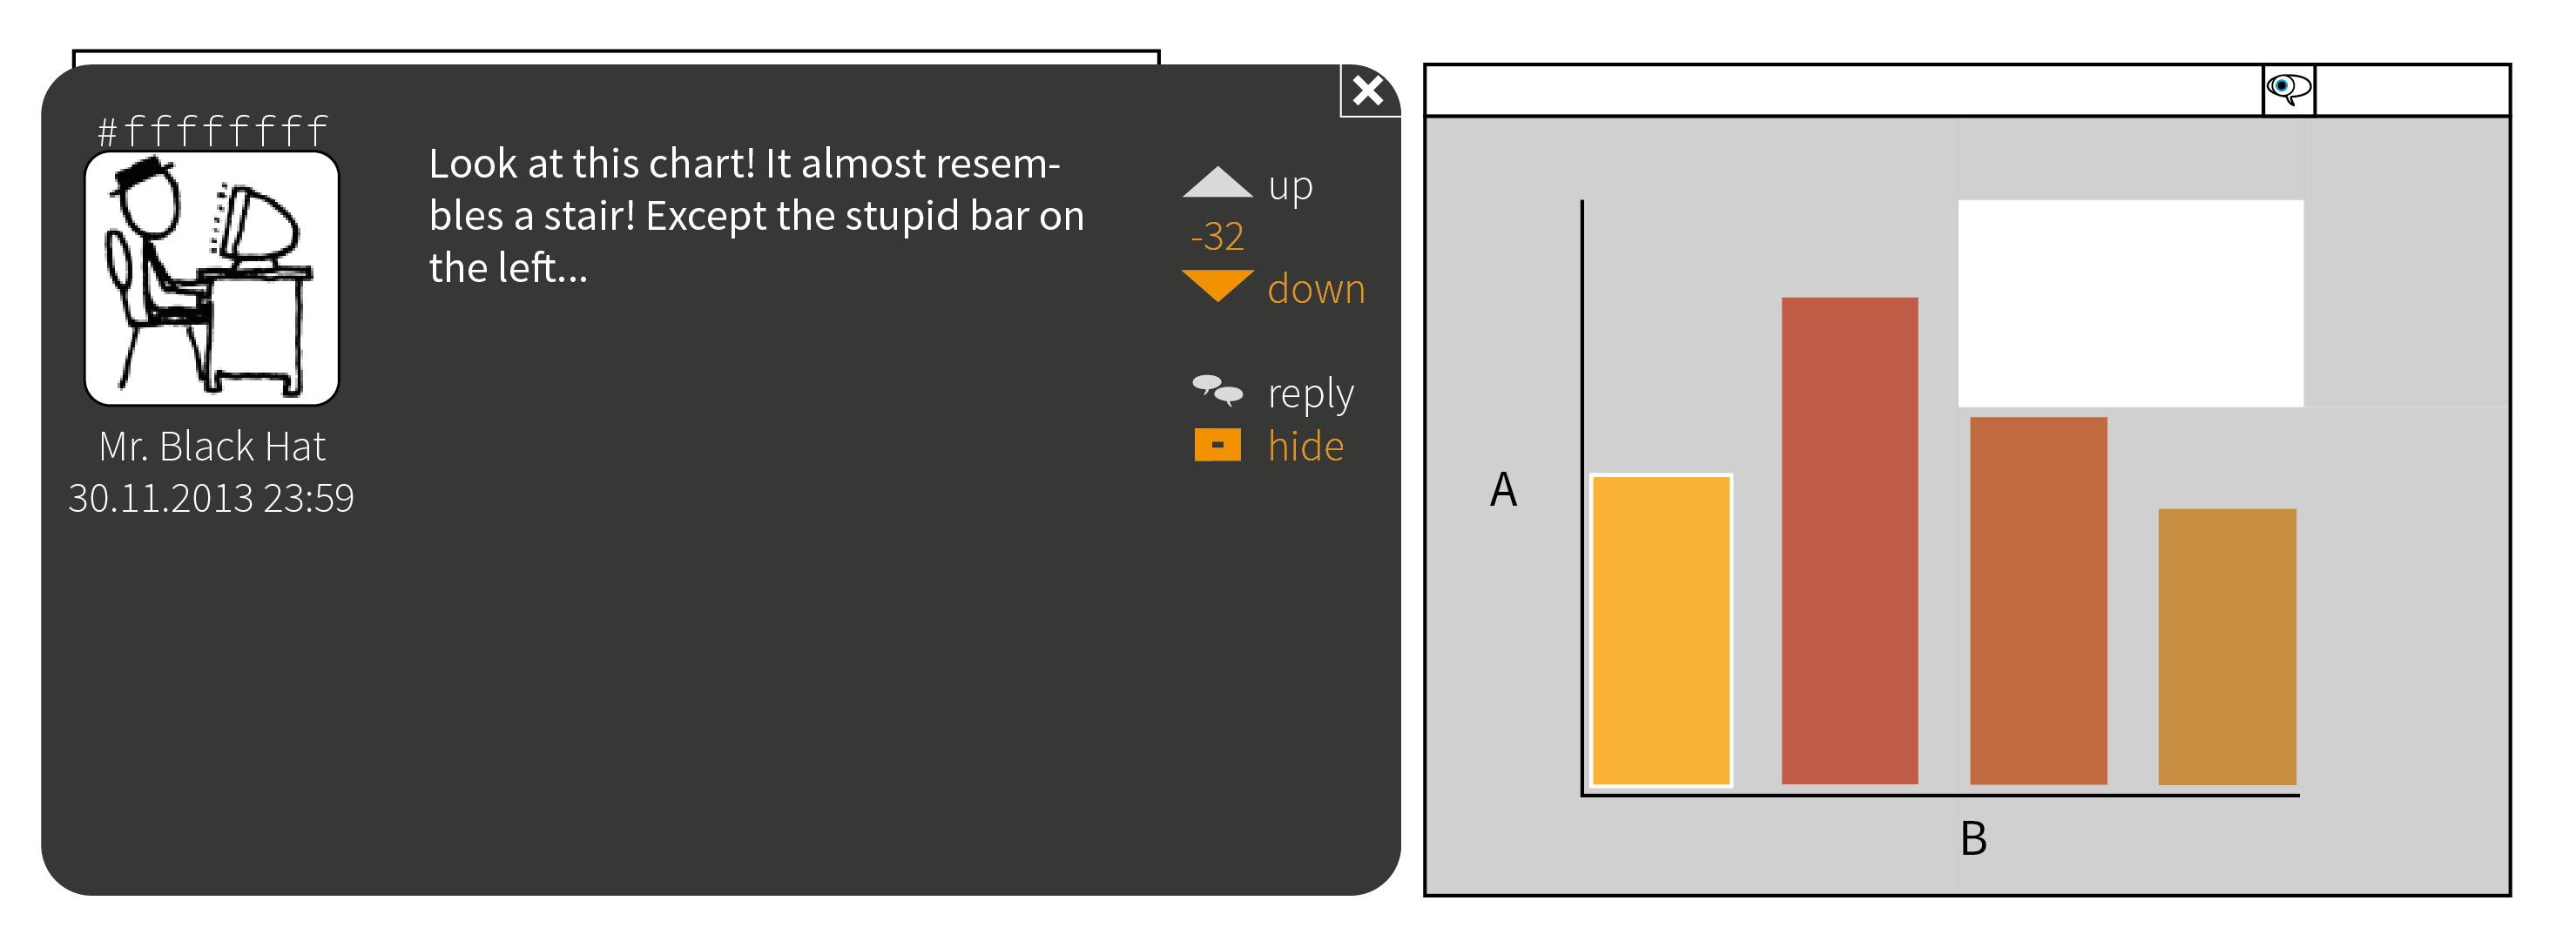 #ffffffff
Look at this chart! It almost resem-
bles a stair! Except the stupid bar on
the left...
up
-32
down
reply
hide
Mr. Black Hat
30.11.2013 23:59
A
B